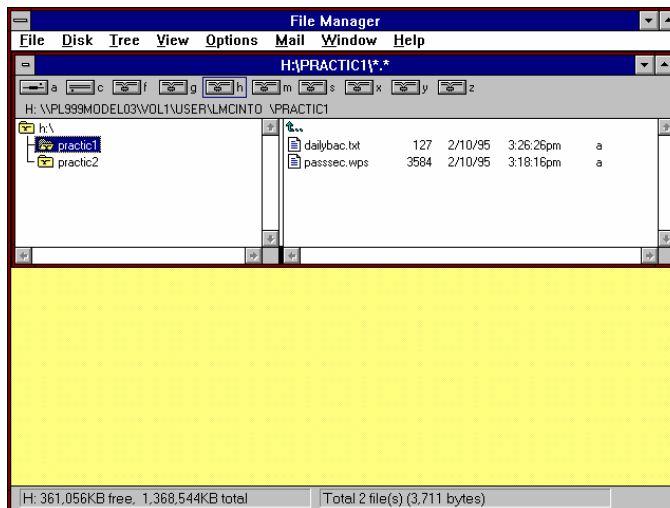 File Manager
File Disk Tree View Options Mail Window Help
H:\PRACTIC1\*.*
a c f g h m s x y z
H: \\PL999MODEL03\VOL1\USER\LMCINTO \PRACTIC1
h:\
practic1
practic2
..
dailybac.txt 127 2/10/95 3:26:26pm a
passsec.wps 3584 2/10/95 3:18:16pm a
H: 361,056KB free, 1,368,544KB total Total 2 file(s) (3,711 bytes)